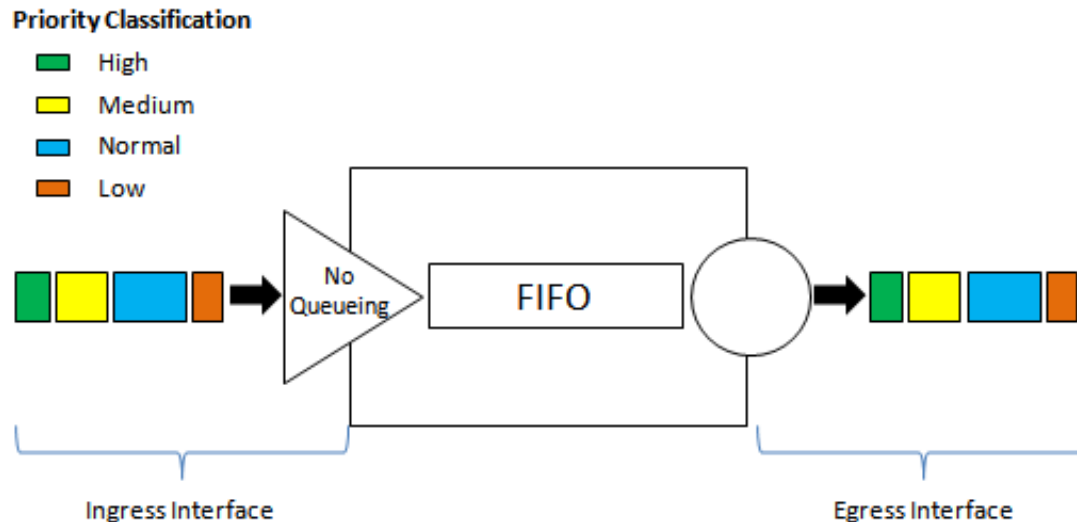 Priority Classification
High
Medium
Normal
Low
No
Queueing
FIFO
Ingress Interface
Egress Interface